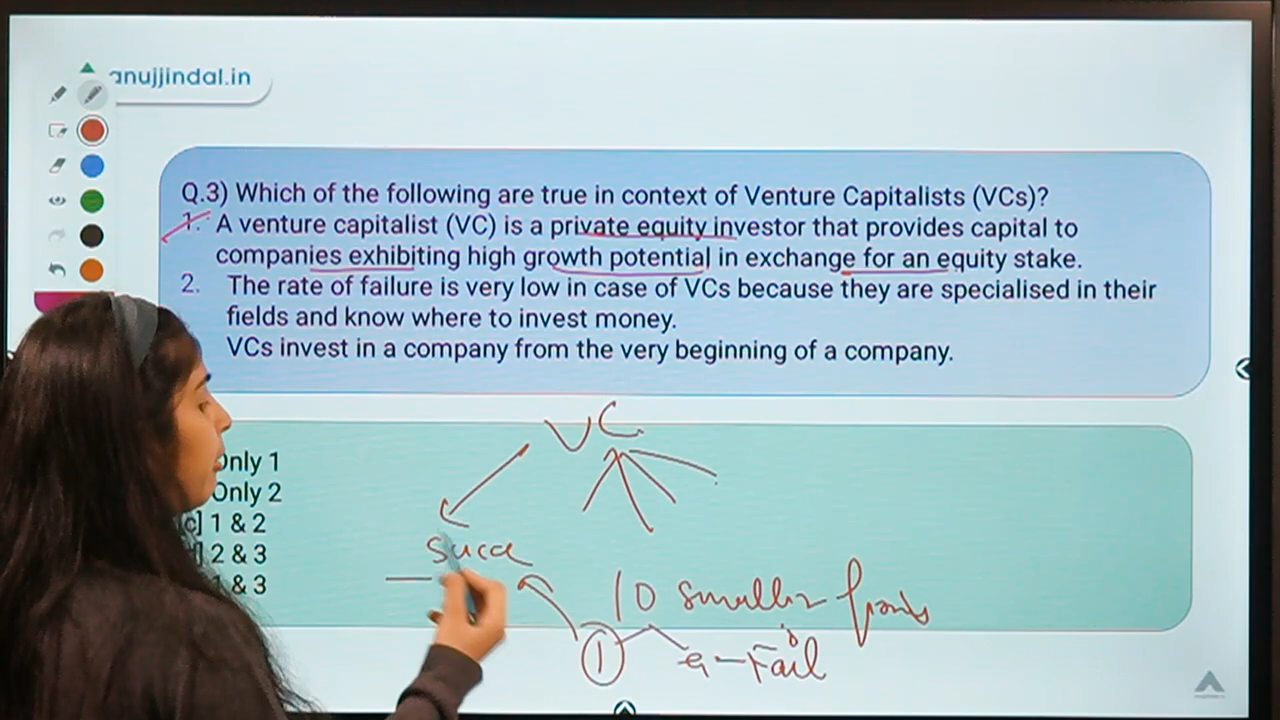 anujjindal.in
Q.3) Which of the following are true in context of Venture Capitalists (VCs)?
1. A venture capitalist (VC) is a private equity investor that provides capital to
companies exhibiting high growth potential in exchange for an equity stake.
2. The rate of failure is very low in case of VCs because they are specialised in their
fields and know where to invest money.
VCs invest in a company from the very beginning of a company.
VC
Only 1
Only 2
c] 1 & 2
] 2 & 3
& 3
Succ
10 smaller
1
9 - Fail